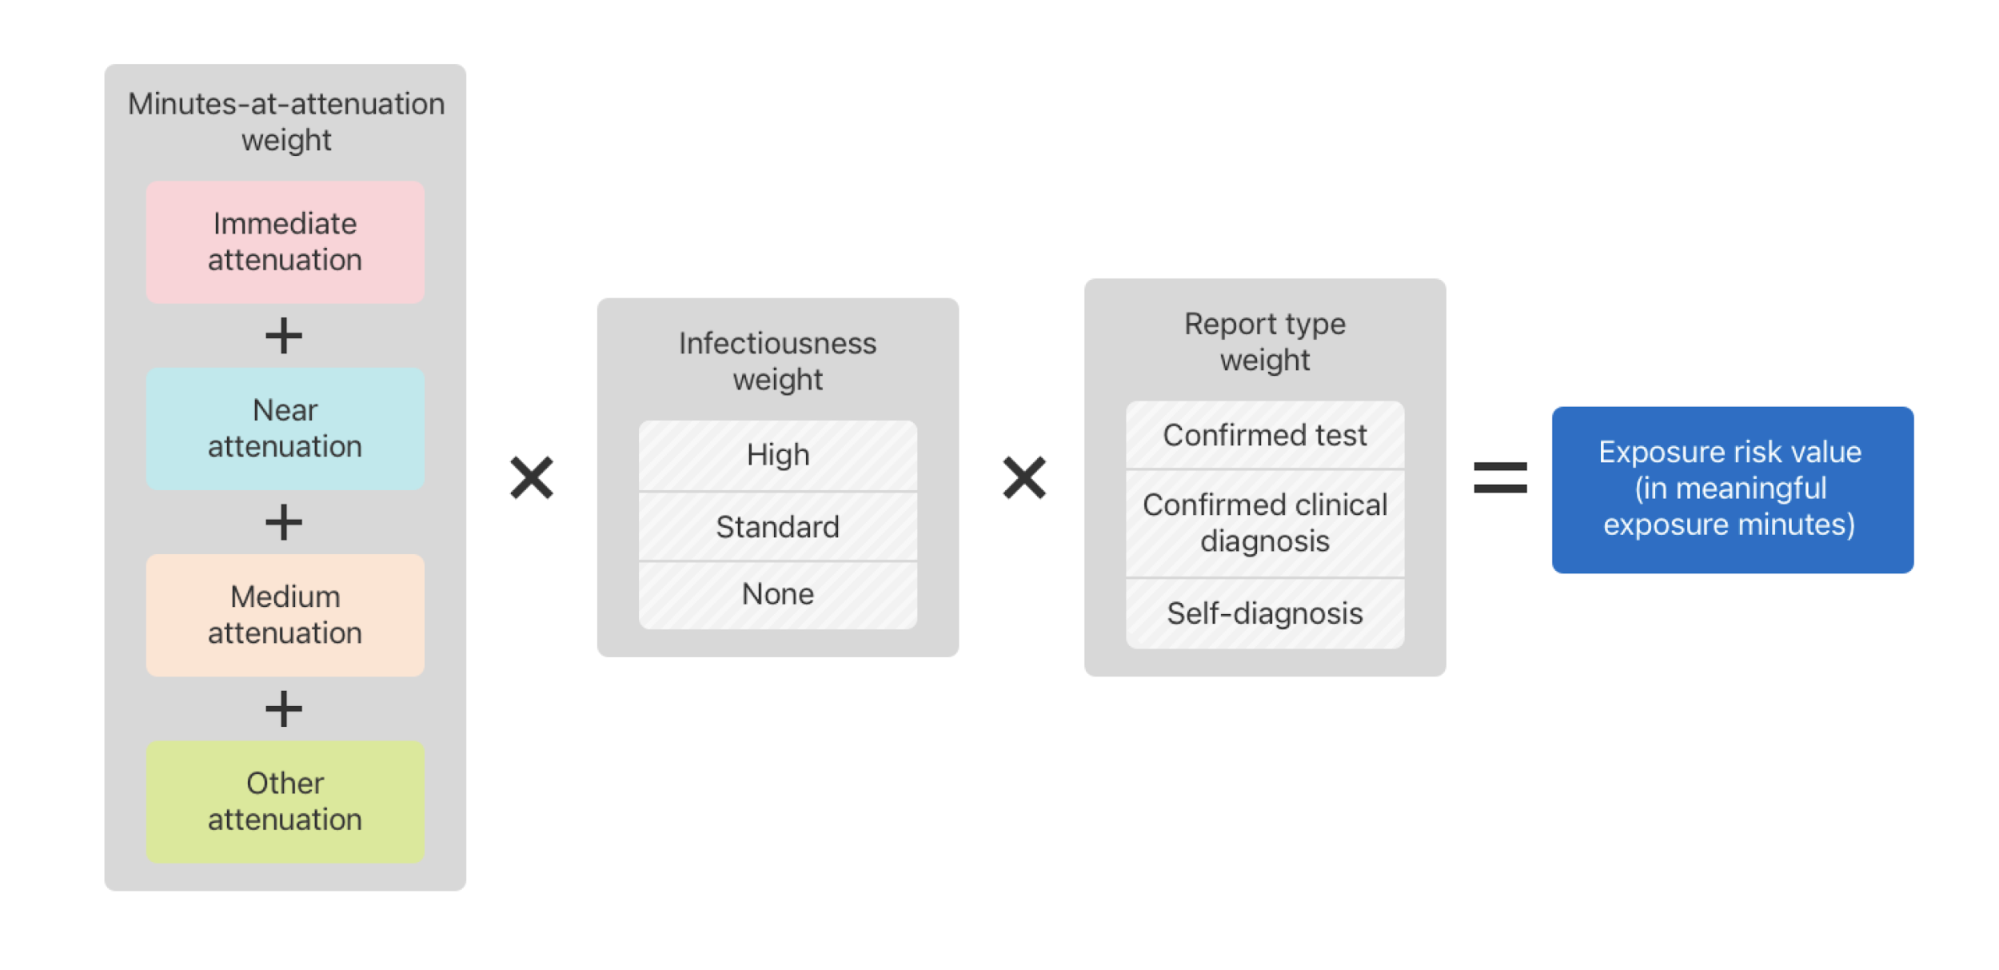 Minutes-at-attenuation
weight
Immediate
attenuation
+
Near
attenuation
+
Medium
attenuation
+
Other
attenuation
×
Infectiousness
weight
High
Standard
None
×
Report type
weight
Confirmed test
Confirmed clinical
diagnosis
Self-diagnosis
=
Exposure risk value
(in meaningful
exposure minutes)